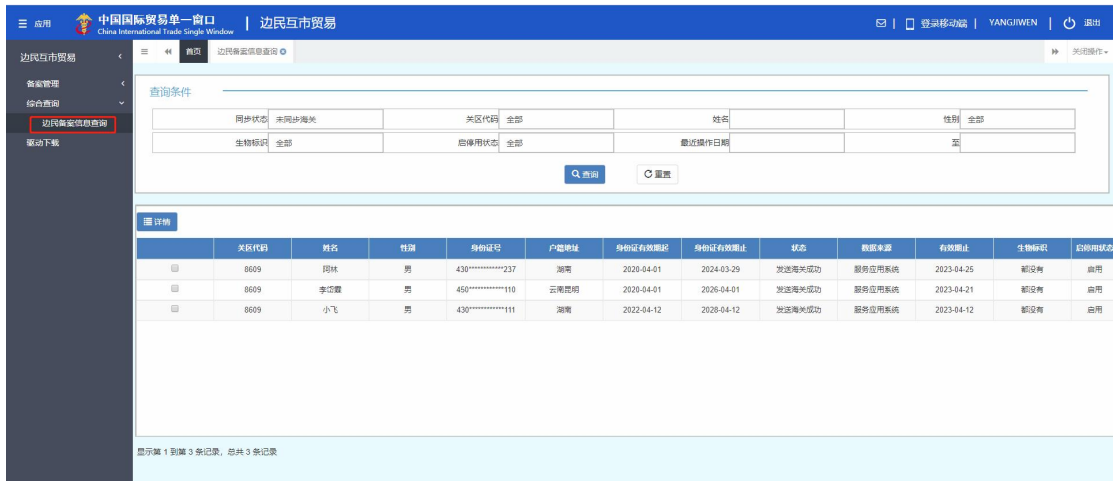 应用 中国国际贸易单一窗口 边民互市贸易 登录移动端 YANGJIWEN 退出
China International Trade Single Window
边民互市贸易 首页 边民备案信息查询 关闭操作
备案管理
综合查询
边民备案信息查询
驱动下载
查询条件
同步状态 未同步海关 关区代码 全部 姓名 性别 全部
生物标识 全部 启停用状态 全部 最近操作日期 至
查询 重置
详情
关区代码 姓名 性别 身份证号 户籍地址 身份证有效期起 身份证有效期止 状态 数据来源 有效期止 生物标识 启停用状态
8609 阿林 男 430************237 湖南 2020-04-01 2024-03-29 发送海关成功 服务应用系统 2023-04-25 都没有 启用
8609 李岱霖 男 450************110 云南昆明 2020-04-01 2026-04-01 发送海关成功 服务应用系统 2023-04-21 都没有 启用
8609 小飞 男 430************111 湖南 2022-04-12 2028-04-12 发送海关成功 服务应用系统 2023-04-12 都没有 启用
显示第 1 到第 3 条记录，总共 3 条记录